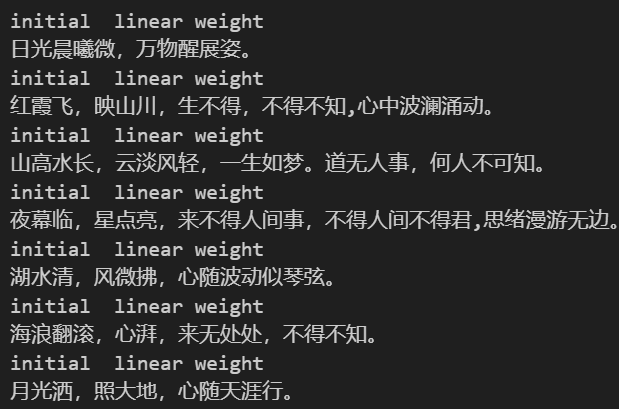 initial  linear weight
日光晨曦微，万物醒展姿。
initial  linear weight
红霞飞，映山川，生不得，不得不知,心中波澜涌动。
initial  linear weight
山高水长，云淡风轻，一生如梦。道无人事，何人不可知。
initial  linear weight
夜幕临，星点亮，来不得人间事，不得人间不得君,思绪漫游无边。
initial  linear weight
湖水清，风微拂，心随波动似琴弦。
initial  linear weight
海浪翻滚，心湃，来无处处，不得不知。
initial  linear weight
月光洒，照大地，心随天涯行。